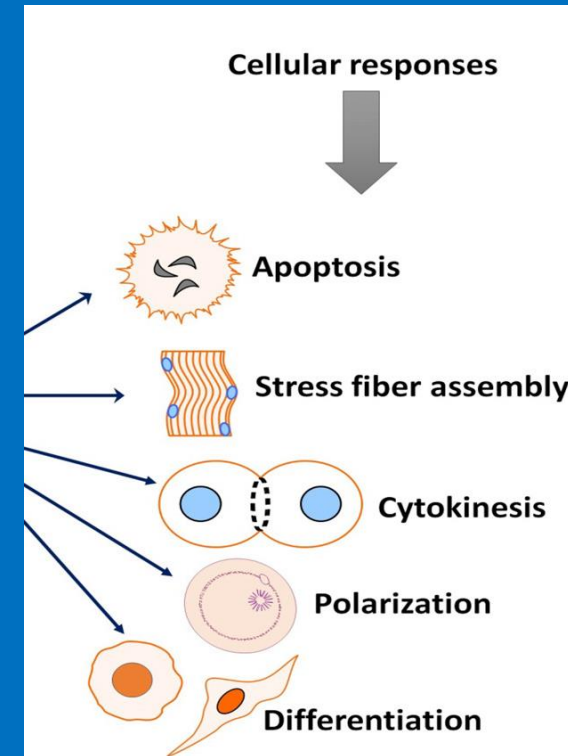 Cellular responses
Apoptosis
Stress fiber assembly
Cytokinesis
Polarization
Differentiation